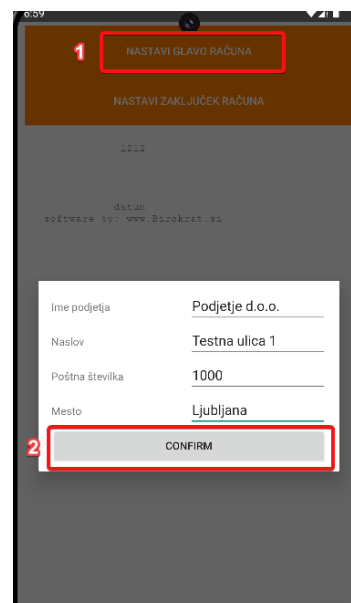 6:59
1
NASTAVI GLAVO RAČUNA
NASTAVI ZAKLJUČEK RAČUNA
1212
datum
software by: www.Birokrat.si
Ime podjetja Podjetje d.o.o.
Naslov Testna ulica 1
Poštna številka 1000
Mesto Ljubljana
2
CONFIRM